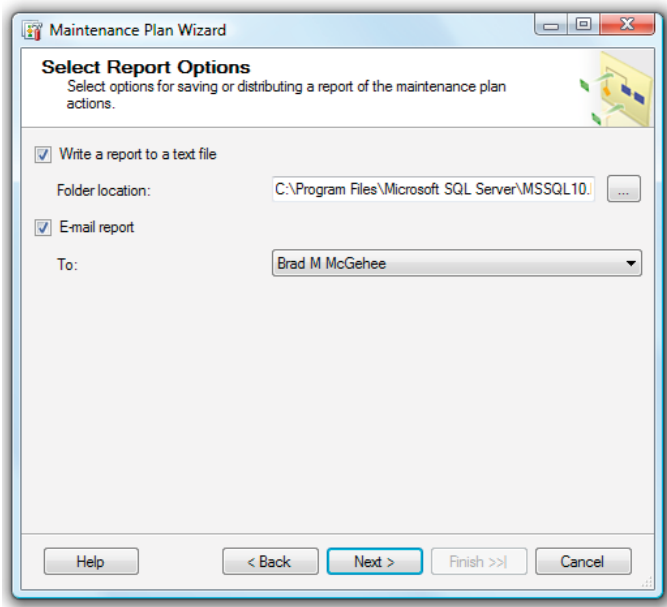 Maintenance Plan Wizard
Select Report Options
Select options for saving or distributing a report of the maintenance plan
actions.
Write a report to a text file
Folder location: C:\Program Files\Microsoft SQL Server\MSSQL10. ...
E-mail report
To: Brad M McGehee
Help < Back Next > Finish >>| Cancel